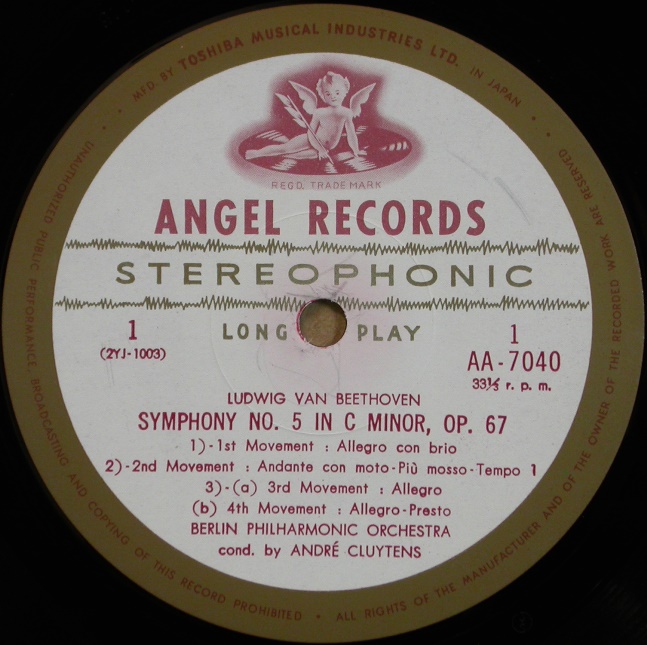 MFD. BY TOSHIBA MUSICAL INDUSTRIES LTD. IN JAPAN
REGD. TRADE MARK
ANGEL RECORDS
STEREOPHONIC
LONG PLAY
1
(2YJ-1003)
1
AA-7040
33⅓ r. p. m.
LUDWIG VAN BEETHOVEN
SYMPHONY NO. 5 IN C MINOR, OP. 67
1)-1st Movement : Allegro con brio
2)-2nd Movement : Andante con moto-Più mosso-Tempo 1
3)-(a) 3rd Movement : Allegro
(b) 4th Movement : Allegro-Presto
BERLIN PHILHARMONIC ORCHESTRA
cond. by ANDRÉ CLUYTENS
UNAUTHORIZED PUBLIC PERFORMANCE, BROADCASTING AND COPYING OF THIS RECORD PROHIBITED • ALL RIGHTS OF THE MANUFACTURER AND OF THE OWNER OF THE RECORDED WORK ARE RESERVED